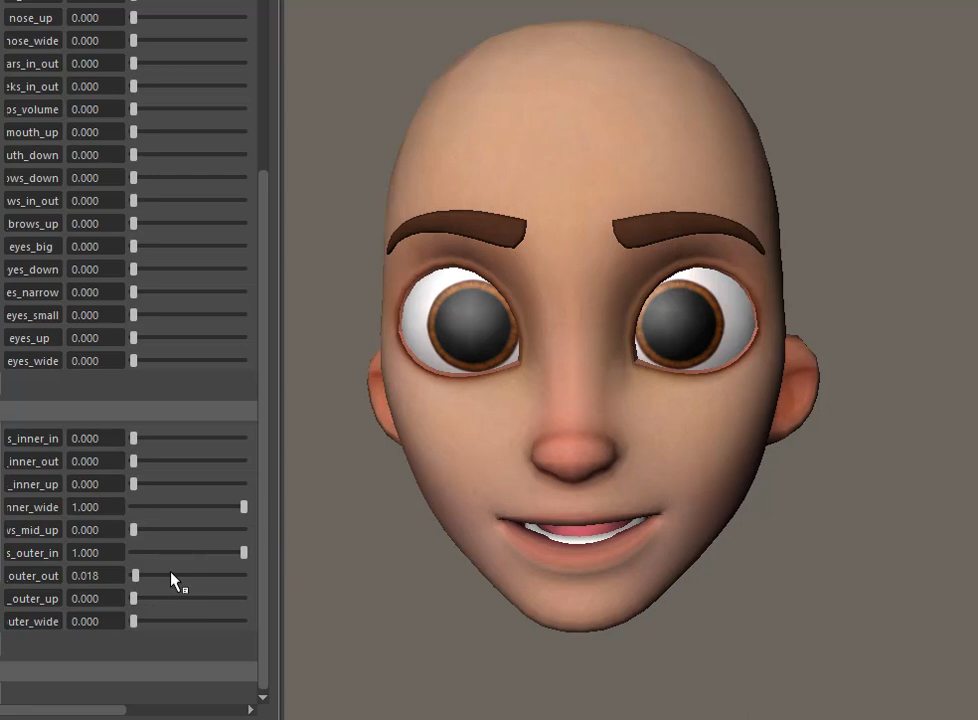 nose_up 0.000
nose_wide 0.000
ars_in_out 0.000
eks_in_out 0.000
ps_volume 0.000
mouth_up 0.000
uth_down 0.000
ows_down 0.000
ws_in_out 0.000
brows_up 0.000
eyes_big 0.000
yes_down 0.000
es_narrow 0.000
eyes_small 0.000
eyes_up 0.000
eyes_wide 0.000
s_inner_in 0.000
_inner_out 0.000
_inner_up 0.000
nner_wide 1.000
ws_mid_up 0.000
s_outer_in 1.000
_outer_out 0.018
_outer_up 0.000
uter_wide 0.000